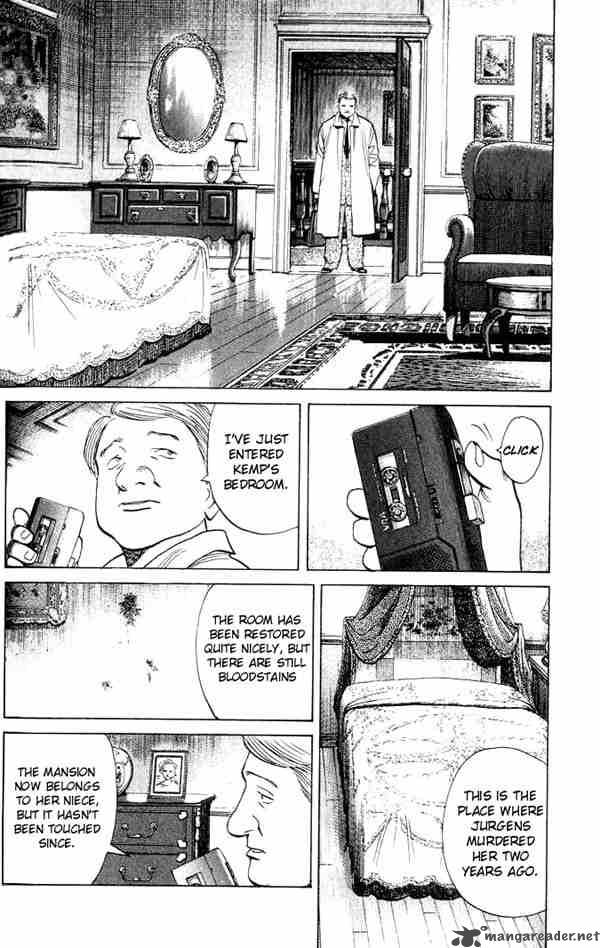 CLICK
I'VE JUST
ENTERED
KEMP'S
BEDROOM.
THIS IS THE
PLACE WHERE
JURGENS
MURDERED
HER TWO
YEARS AGO.
THE ROOM HAS
BEEN RESTORED
QUITE NICELY, BUT
THERE ARE STILL
BLOODSTAINS
THE MANSION
NOW BELONGS
TO HER NIECE,
BUT IT HASN'T
BEEN TOUCHED
SINCE.
mangareader.net